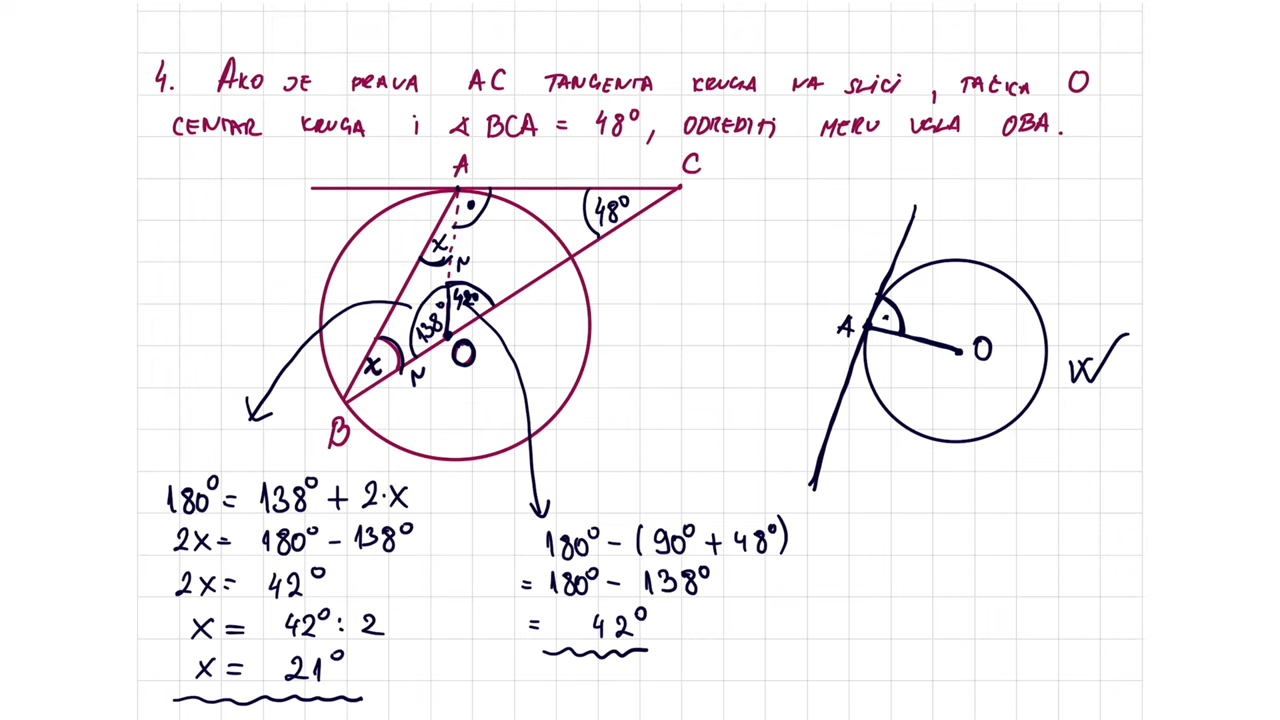 4. AKO JE PRAVA AC TANGENTA KRUGA NA SLICI, TAČKA O
CENTAR KRUGA I ∢ BCA = 48°, ODREDITI MERU UGLA OBA.
A
C
48°
x
r
42°
138°
x
r
O
B
A
O
180° = 138° + 2·x
2x = 180° - 138°
2x = 42°
x = 42° : 2
x = 21°
180° - (90° + 48°)
= 180° - 138°
= 42°